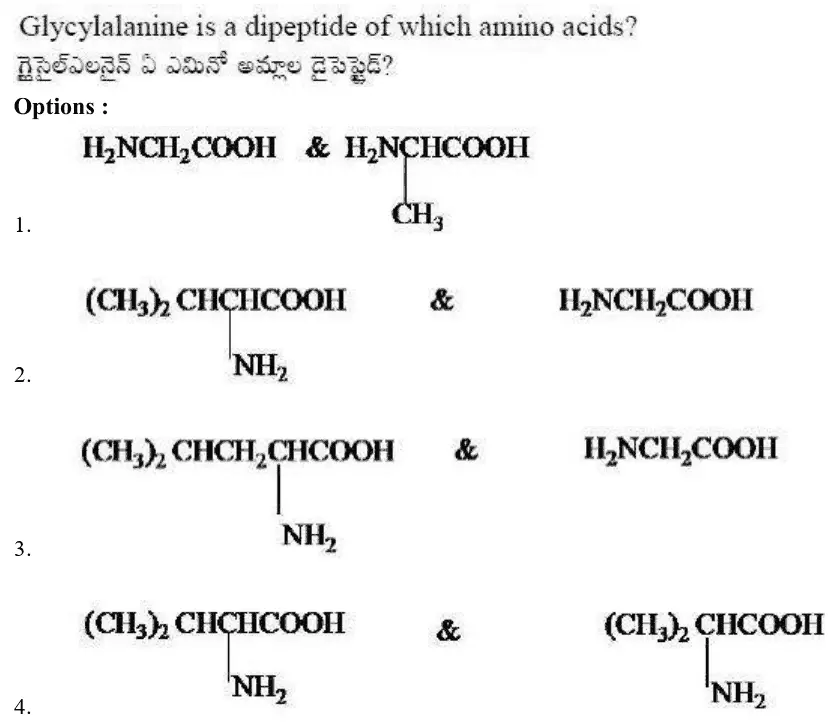 Glycylalanine is a dipeptide of which amino acids?
గ్లైసైల్ఎలనైన్ ఏ ఎమినో అమ్లాల డైపెప్టైడ్?
Options :
H₂NCH₂COOH & H₂NCHCOOH
CH₃
1.
(CH₃)₂ CHCHCOOH & H₂NCH₂COOH
NH₂
2.
(CH₃)₂ CHCH₂CHCOOH & H₂NCH₂COOH
NH₂
3.
(CH₃)₂ CHCHCOOH & (CH₃)₂ CHCOOH
NH₂ NH₂
4.